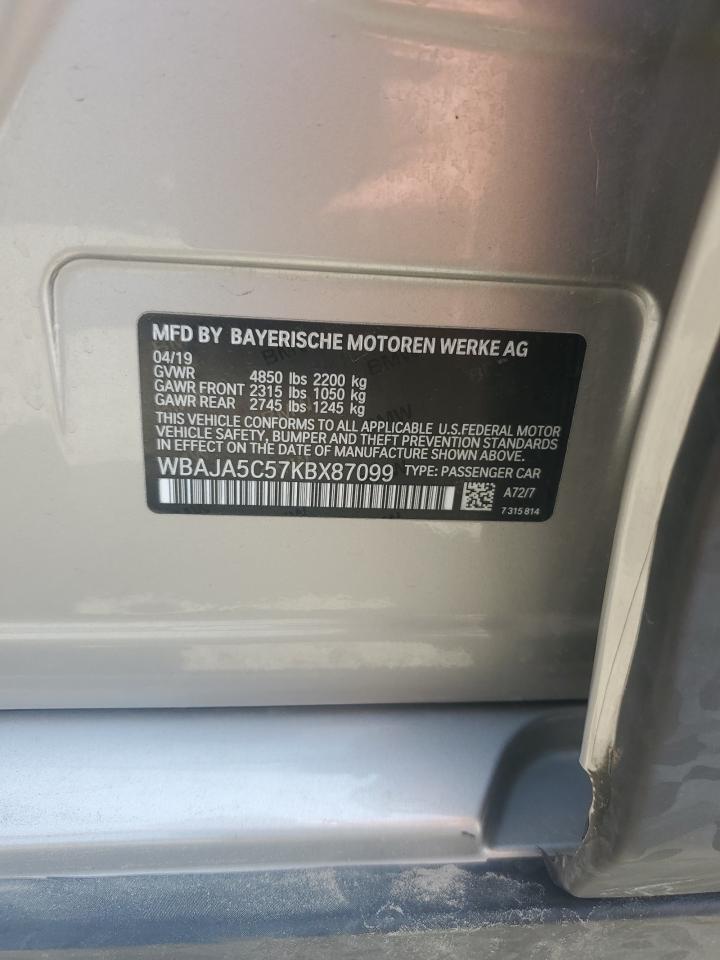 MFD BY BAYERISCHE MOTOREN WERKE AG
04/19
GVWR 4850 lbs 2200 kg
GAWR FRONT 2315 lbs 1050 kg
GAWR REAR 2745 lbs 1245 kg
THIS VEHICLE CONFORMS TO ALL APPLICABLE U.S.FEDERAL MOTOR
VEHICLE SAFETY, BUMPER AND THEFT PREVENTION STANDARDS
IN EFFECT ON THE DATE OF MANUFACTURE SHOWN ABOVE.
WBAJA5C57KBX87099 TYPE: PASSENGER CAR
A72/7
7 315 814